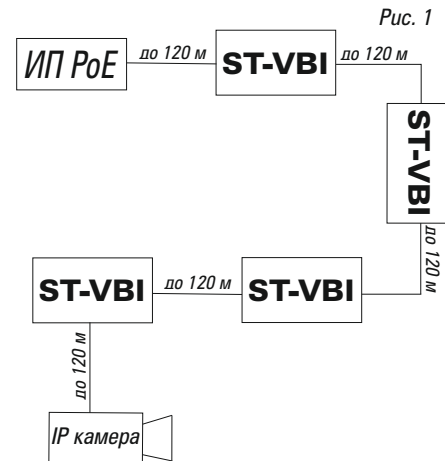 Рис. 1
ИП PoE
до 120 м
ST-VBI
до 120 м
ST-VBI
до 120 м
ST-VBI
до 120 м
ST-VBI
до 120 м
IP камера